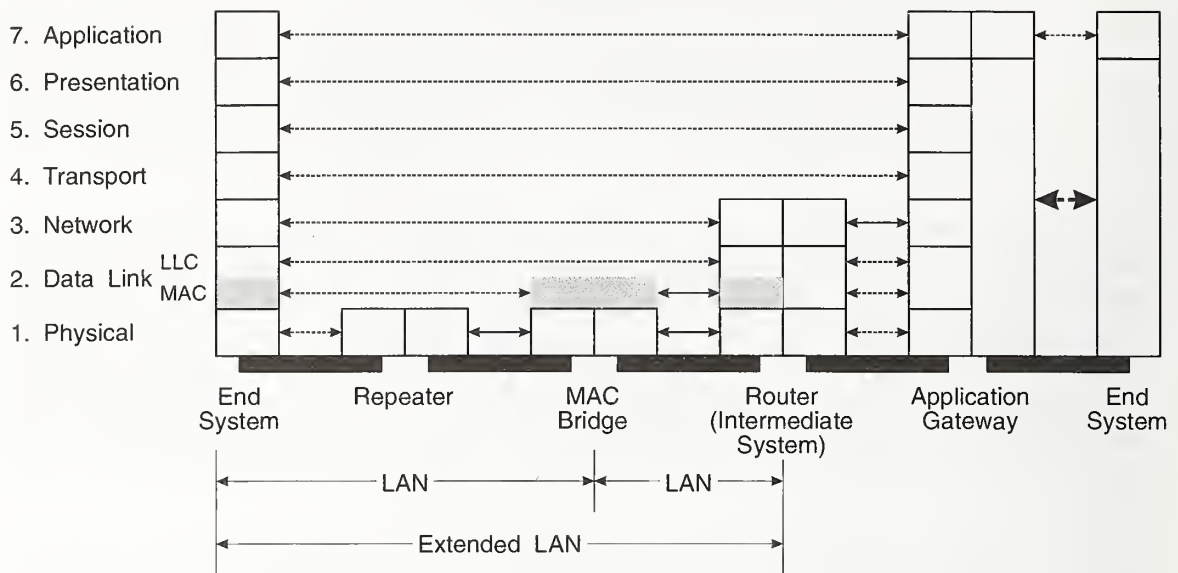 7. Application
6. Presentation
5. Session
4. Transport
3. Network
LLC
2. Data Link
MAC
1. Physical
End
System
Repeater
MAC
Bridge
Router
(Intermediate
System)
Application
Gateway
End
System
LAN
LAN
Extended LAN